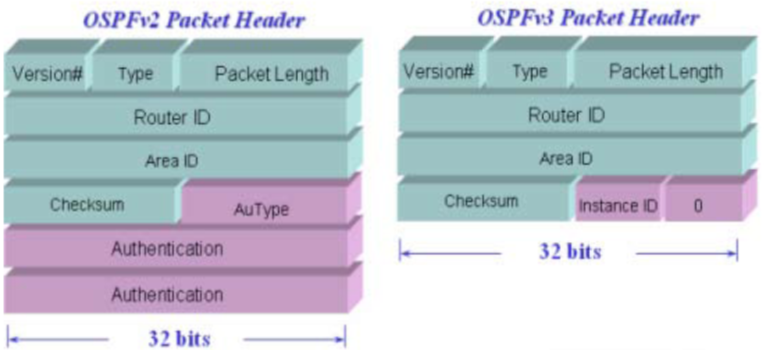 OSPFv2 Packet Header
Version# Type Packet Length
Router ID
Area ID
Checksum AuType
Authentication
Authentication
32 bits
OSPFv3 Packet Header
Version# Type Packet Length
Router ID
Area ID
Checksum Instance ID 0
32 bits